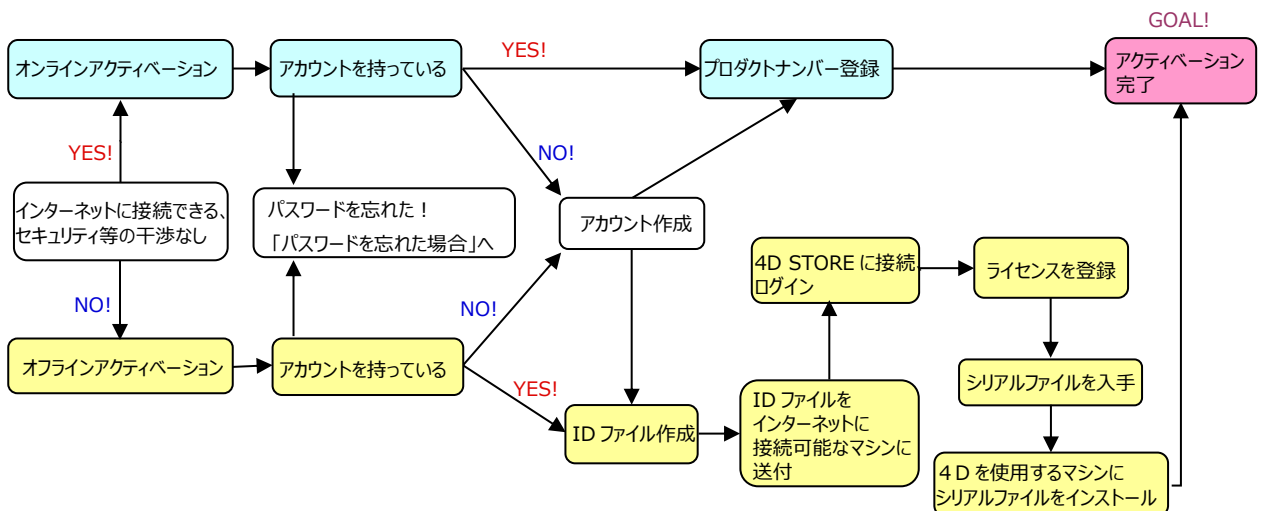 GOAL!
オンラインアクティベーション
アカウントを持っている
YES!
プロダクトナンバー登録
アクティベーション
完了
YES!
NO!
インターネットに接続できる、
セキュリティ等の干渉なし
パスワードを忘れた！
「パスワードを忘れた場合」へ
アカウント作成
4D STORE に接続
ログイン
ライセンスを登録
NO!
NO!
オフラインアクティベーション
アカウントを持っている
YES!
シリアルファイルを入手
ID ファイル作成
ID ファイルを
インターネットに
接続可能なマシンに
送付
４D を使用するマシンに
シリアルファイルをインストール